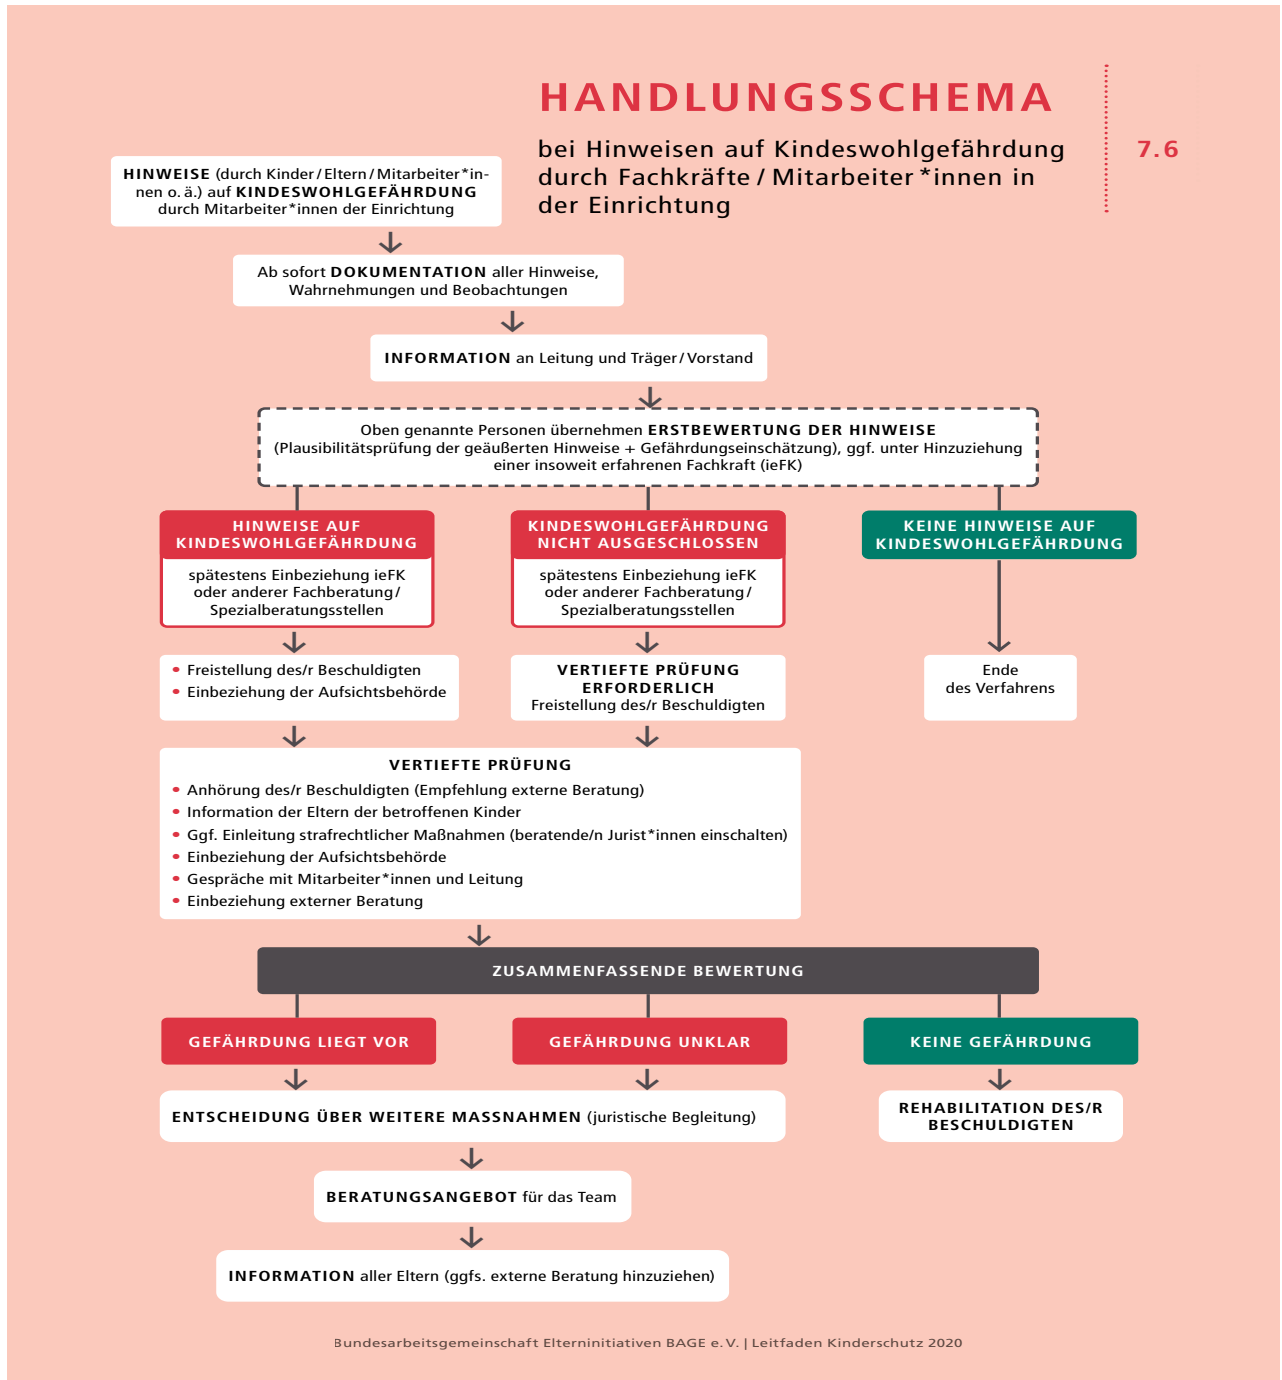 HANDLUNGSSCHEMA
bei Hinweisen auf Kindeswohlgefährdung
durch Fachkräfte / Mitarbeiter*innen in
der Einrichtung
7.6
HINWEISE (durch Kinder / Eltern / Mitarbeiter*in-
nen o. ä.) auf KINDESWOHLGEFÄHRDUNG
durch Mitarbeiter*innen der Einrichtung
Ab sofort DOKUMENTATION aller Hinweise,
Wahrnehmungen und Beobachtungen
INFORMATION an Leitung und Träger / Vorstand
Oben genannte Personen übernehmen ERSTBEWERTUNG DER HINWEISE
(Plausibilitätsprüfung der geäußerten Hinweise + Gefährdungseinschätzung), ggf. unter Hinzuziehung
einer insoweit erfahrenen Fachkraft (ieFK)
HINWEISE AUF
KINDESWOHLGEFÄHRDUNG
spätestens Einbeziehung ieFK
oder anderer Fachberatung /
Spezialberatungsstellen
KINDESWOHLGEFÄHRDUNG
NICHT AUSGESCHLOSSEN
spätestens Einbeziehung ieFK
oder anderer Fachberatung /
Spezialberatungsstellen
KEINE HINWEISE AUF
KINDESWOHLGEFÄHRDUNG
• Freistellung des/r Beschuldigten
• Einbeziehung der Aufsichtsbehörde
VERTIEFTE PRÜFUNG
ERFORDERLICH
Freistellung des/r Beschuldigten
Ende
des Verfahrens
VERTIEFTE PRÜFUNG
• Anhörung des/r Beschuldigten (Empfehlung externe Beratung)
• Information der Eltern der betroffenen Kinder
• Ggf. Einleitung strafrechtlicher Maßnahmen (beratende/n Jurist*innen einschalten)
• Einbeziehung der Aufsichtsbehörde
• Gespräche mit Mitarbeiter*innen und Leitung
• Einbeziehung externer Beratung
ZUSAMMENFASSENDE BEWERTUNG
GEFÄHRDUNG LIEGT VOR
GEFÄHRDUNG UNKLAR
KEINE GEFÄHRDUNG
ENTSCHEIDUNG ÜBER WEITERE MASSNAHMEN (juristische Begleitung)
REHABILITATION DES/R
BESCHULDIGTEN
BERATUNGSANGEBOT für das Team
INFORMATION aller Eltern (ggfs. externe Beratung hinzuziehen)
Bundesarbeitsgemeinschaft Elterninitiativen BAGE e. V. | Leitfaden Kinderschutz 2020